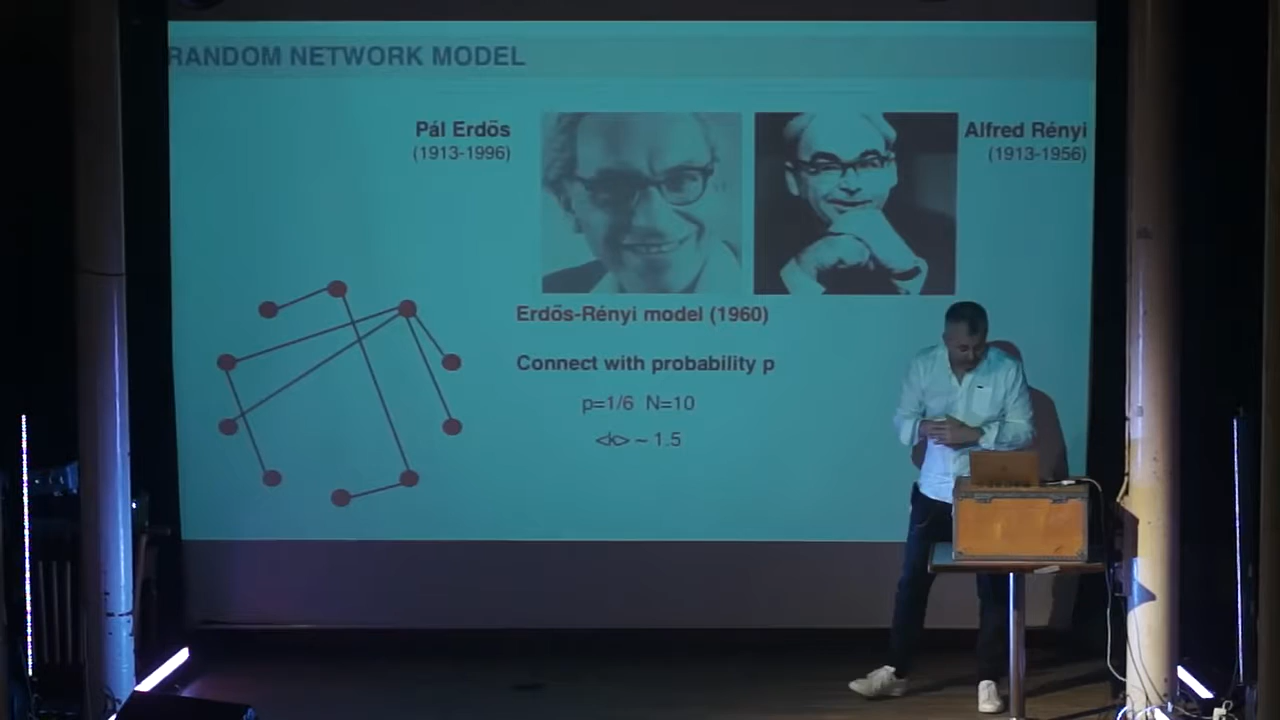 RANDOM NETWORK MODEL
Pál Erdős
(1913-1996)
Alfred Rényi
(1913-1956)
Erdős-Rényi model (1960)
Connect with probability p
p=1/6 N=10
<k> ~ 1.5